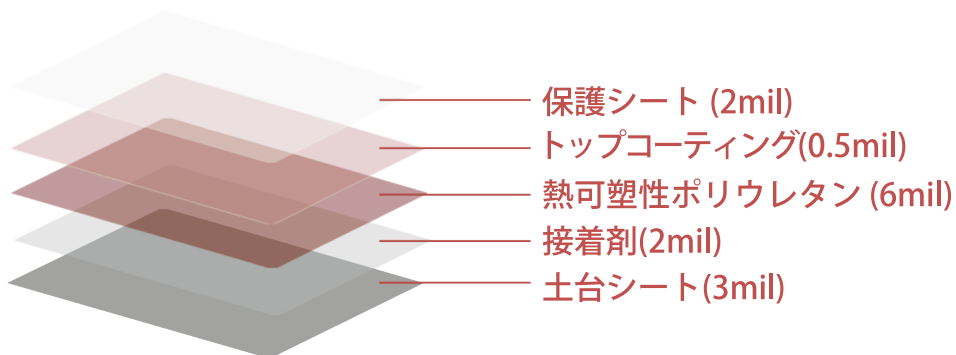 保護シート (2mil)
トップコーティング(0.5mil)
熱可塑性ポリウレタン (6mil)
接着剤(2mil)
土台シート(3mil)